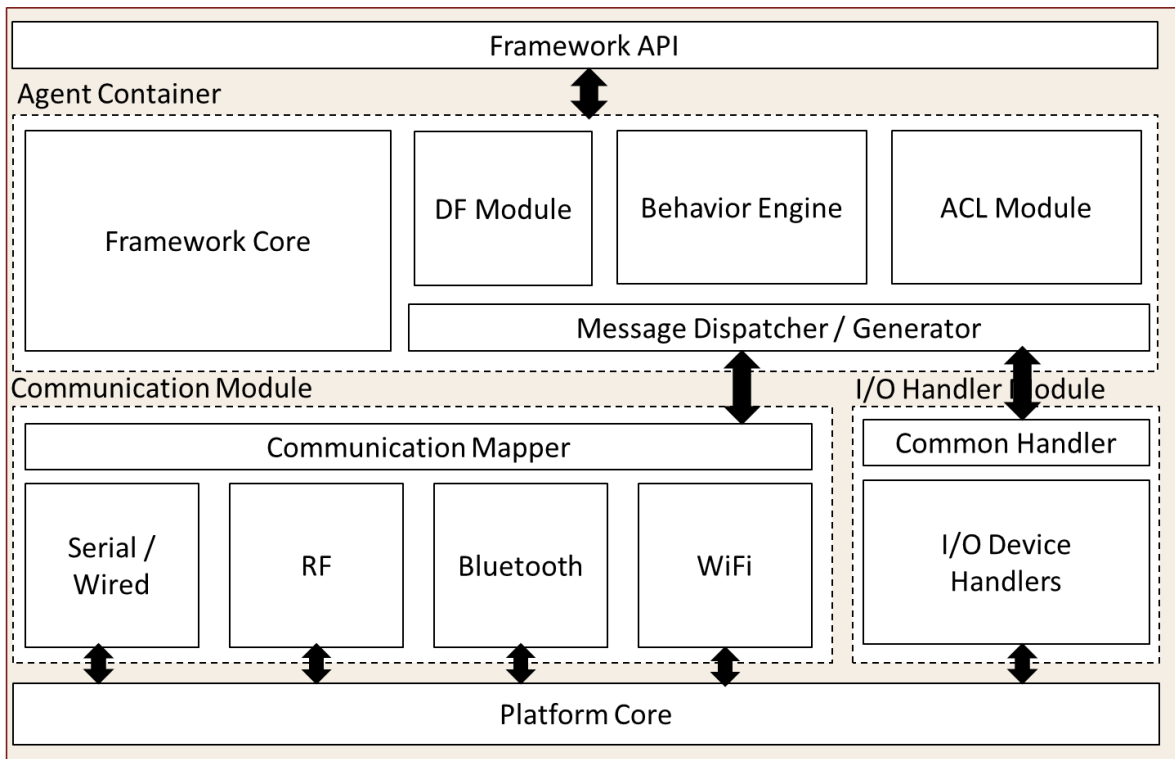 Framework API
Agent Container
Framework Core
DF Module
Behavior Engine
ACL Module
Message Dispatcher / Generator
Communication Module
I/O Handler Module
Communication Mapper
Common Handler
Serial /
Wired
RF
Bluetooth
WiFi
I/O Device
Handlers
Platform Core